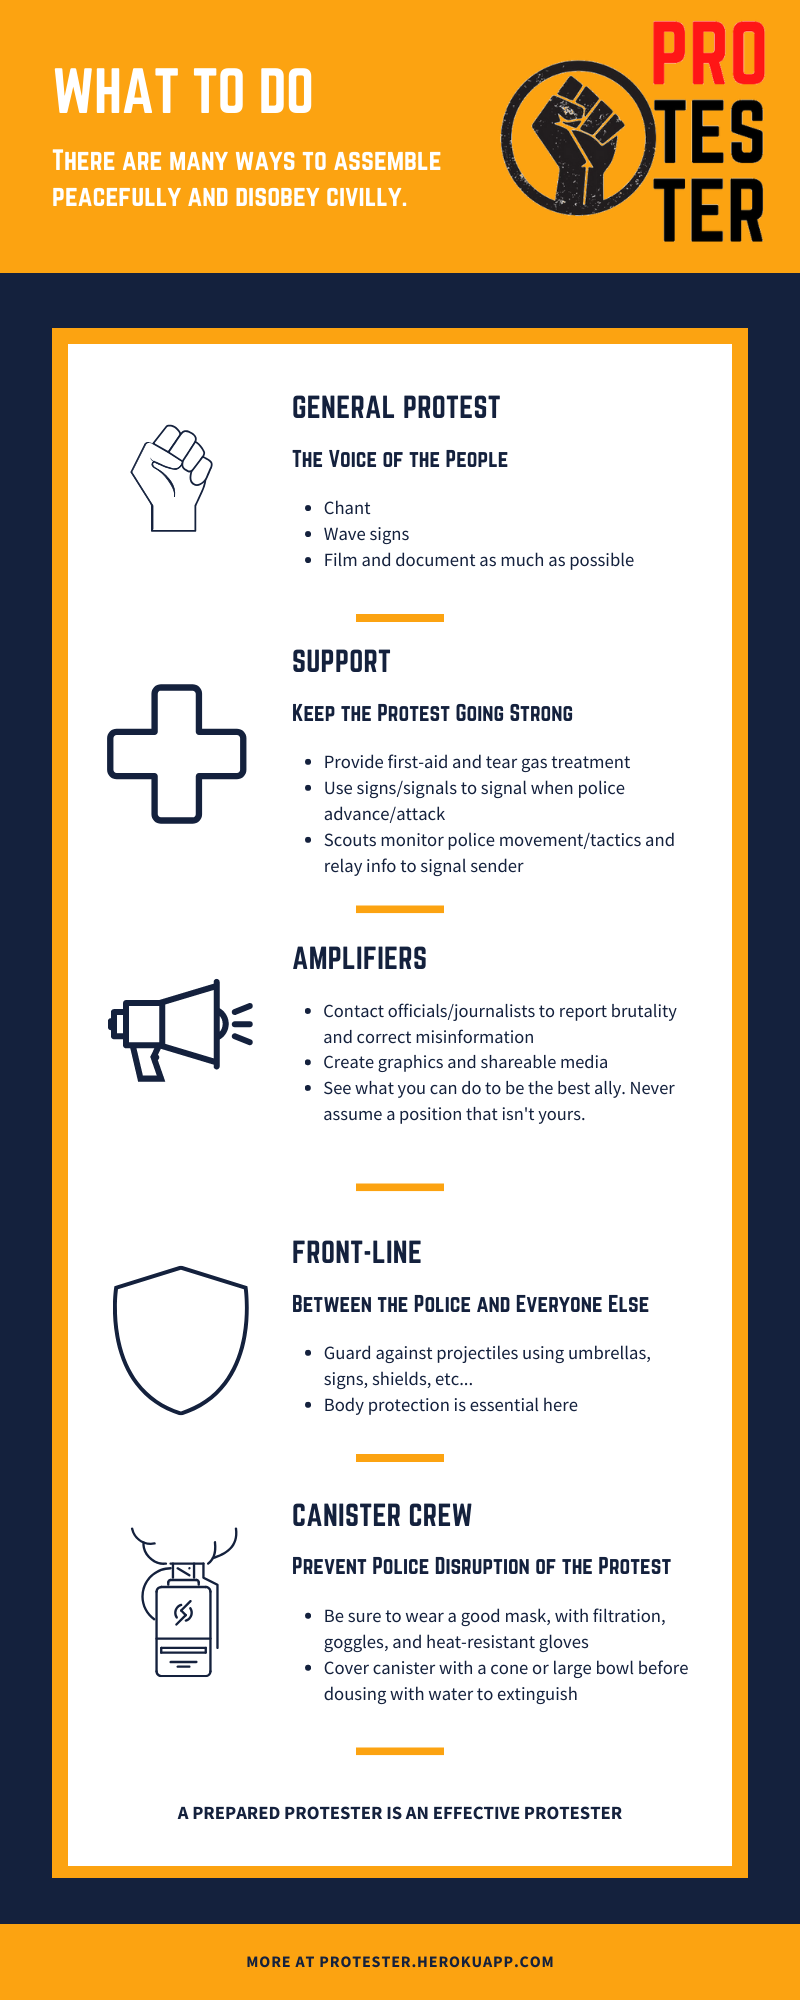 WHAT TO DO
THERE ARE MANY WAYS TO ASSEMBLE
PEACEFULLY AND DISOBEY CIVILLY.
PRO
TES
TER
GENERAL PROTEST
THE VOICE OF THE PEOPLE
• Chant
• Wave signs
• Film and document as much as possible
SUPPORT
KEEP THE PROTEST GOING STRONG
• Provide first-aid and tear gas treatment
• Use signs/signals to signal when police
advance/attack
• Scouts monitor police movement/tactics and
relay info to signal sender
AMPLIFIERS
• Contact officials/journalists to report brutality
and correct misinformation
• Create graphics and shareable media
• See what you can do to be the best ally. Never
assume a position that isn't yours.
FRONT-LINE
BETWEEN THE POLICE AND EVERYONE ELSE
• Guard against projectiles using umbrellas,
signs, shields, etc...
• Body protection is essential here
CANISTER CREW
PREVENT POLICE DISRUPTION OF THE PROTEST
• Be sure to wear a good mask, with filtration,
goggles, and heat-resistant gloves
• Cover canister with a cone or large bowl before
dousing with water to extinguish
A PREPARED PROTESTER IS AN EFFECTIVE PROTESTER
MORE AT PROTESTER.HEROKUAPP.COM